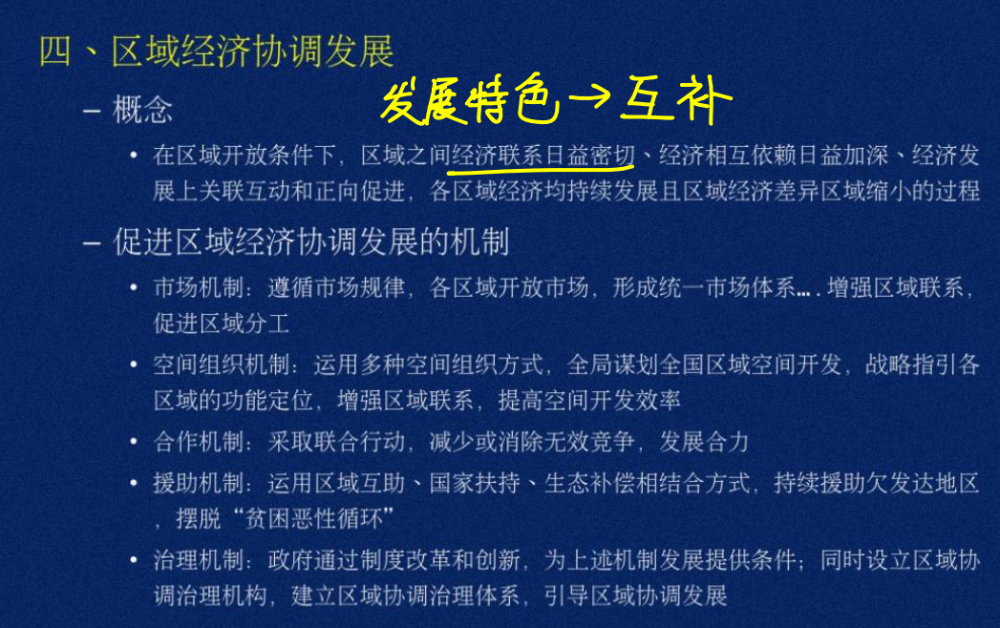 四、区域经济协调发展
发展特色→互补
– 概念
• 在区域开放条件下，区域之间经济联系日益密切、经济相互依赖日益加深、经济发
展上关联互动和正向促进，各区域经济均持续发展且区域经济差异区域缩小的过程
– 促进区域经济协调发展的机制
• 市场机制：遵循市场规律，各区域开放市场，形成统一市场体系… . 增强区域联系，
促进区域分工
• 空间组织机制：运用多种空间组织方式，全局谋划全国区域空间开发，战略指引各
区域的功能定位，增强区域联系，提高空间开发效率
• 合作机制：采取联合行动，减少或消除无效竞争，发展合力
• 援助机制：运用区域互助、国家扶持、生态补偿相结合方式，持续援助欠发达地区
，摆脱“贫困恶性循环”
• 治理机制：政府通过制度改革和创新，为上述机制发展提供条件；同时设立区域协
调治理机构，建立区域协调治理体系，引导区域协调发展